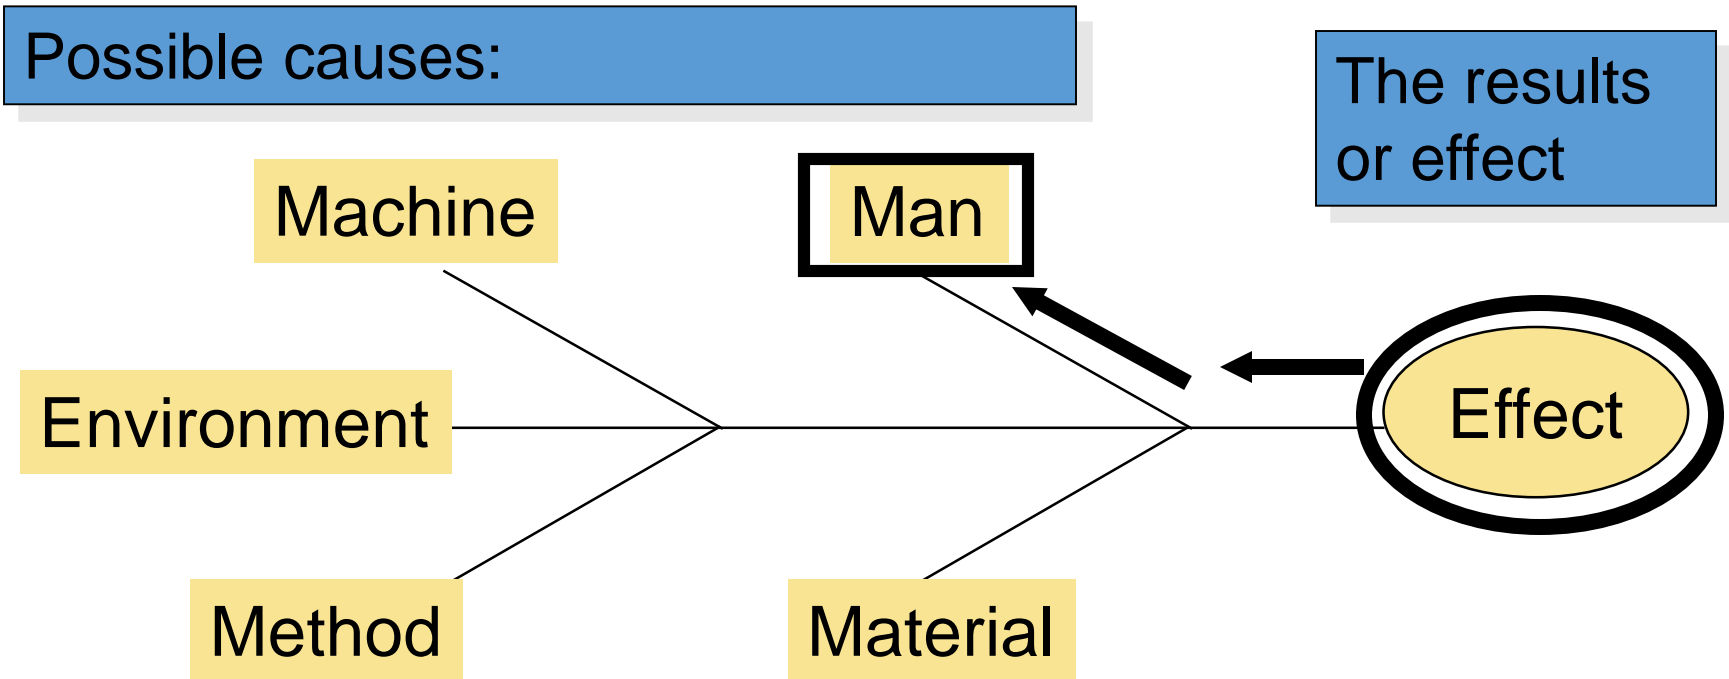 Possible causes:
The results
or effect
Machine
Man
Environment
Effect
Method
Material